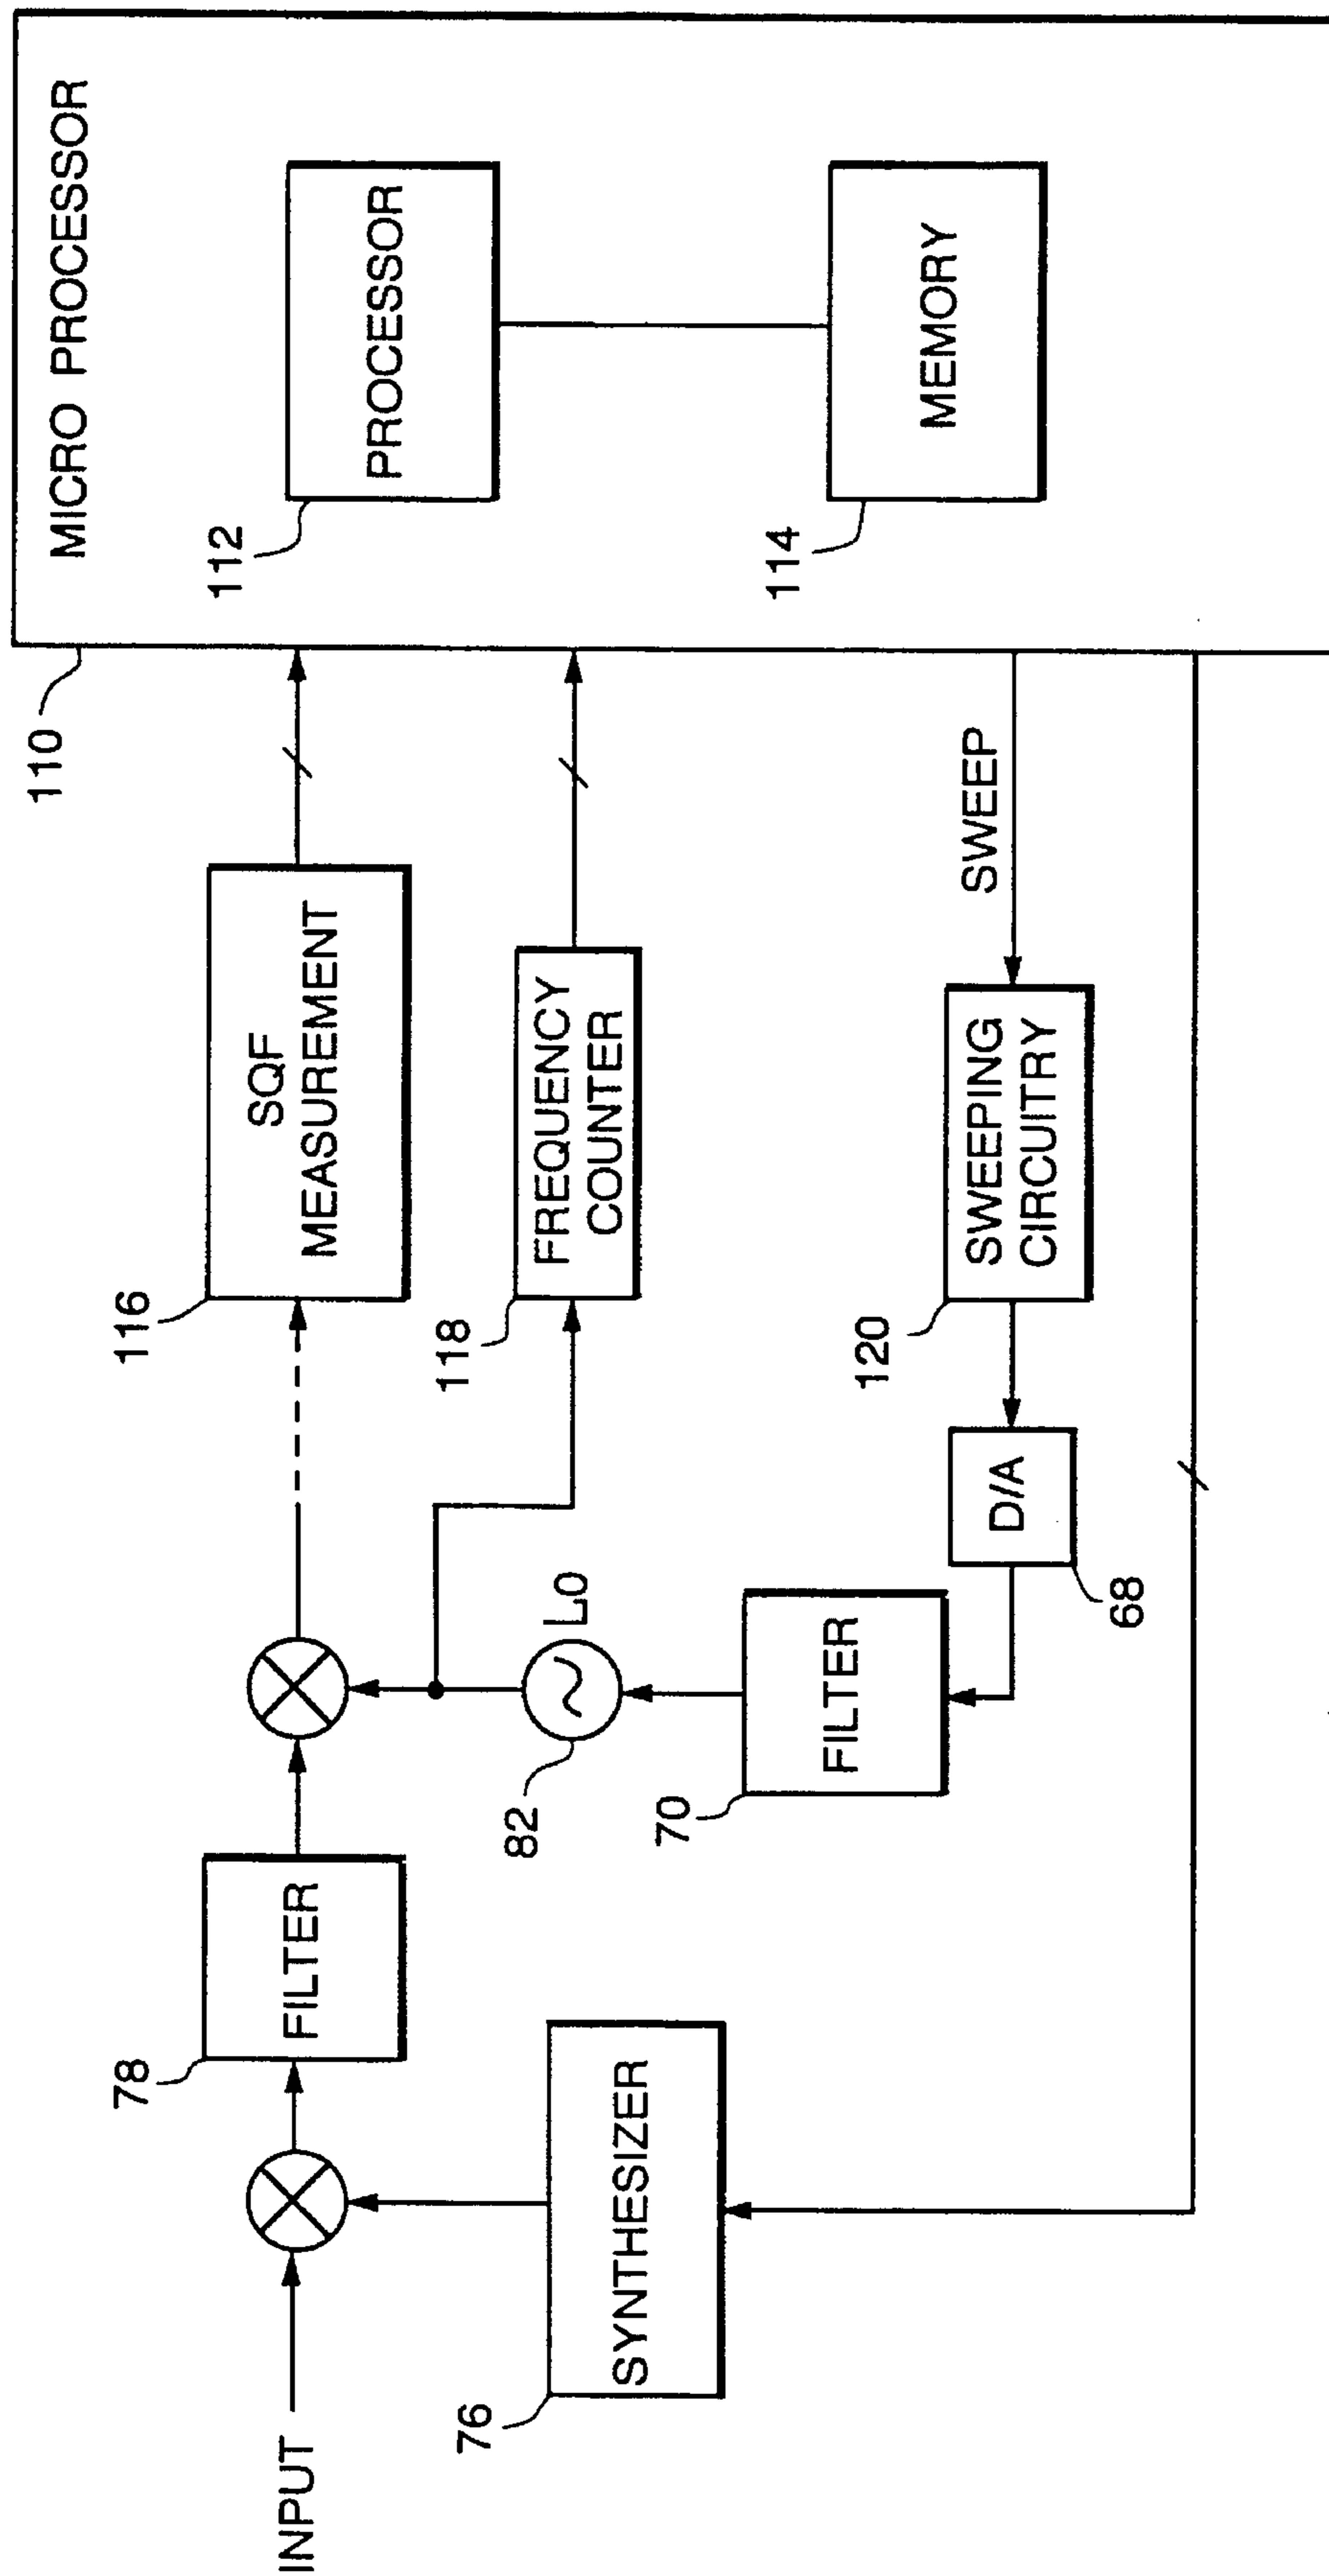 MICRO PROCESSOR
110
PROCESSOR
112
MEMORY
114
SQF
MEASUREMENT
116
FREQUENCY
COUNTER
118
SWEEP
SWEEPING
CIRCUITRY
120
D/A
68
FILTER
70
L0
82
FILTER
78
SYNTHESIZER
76
INPUT